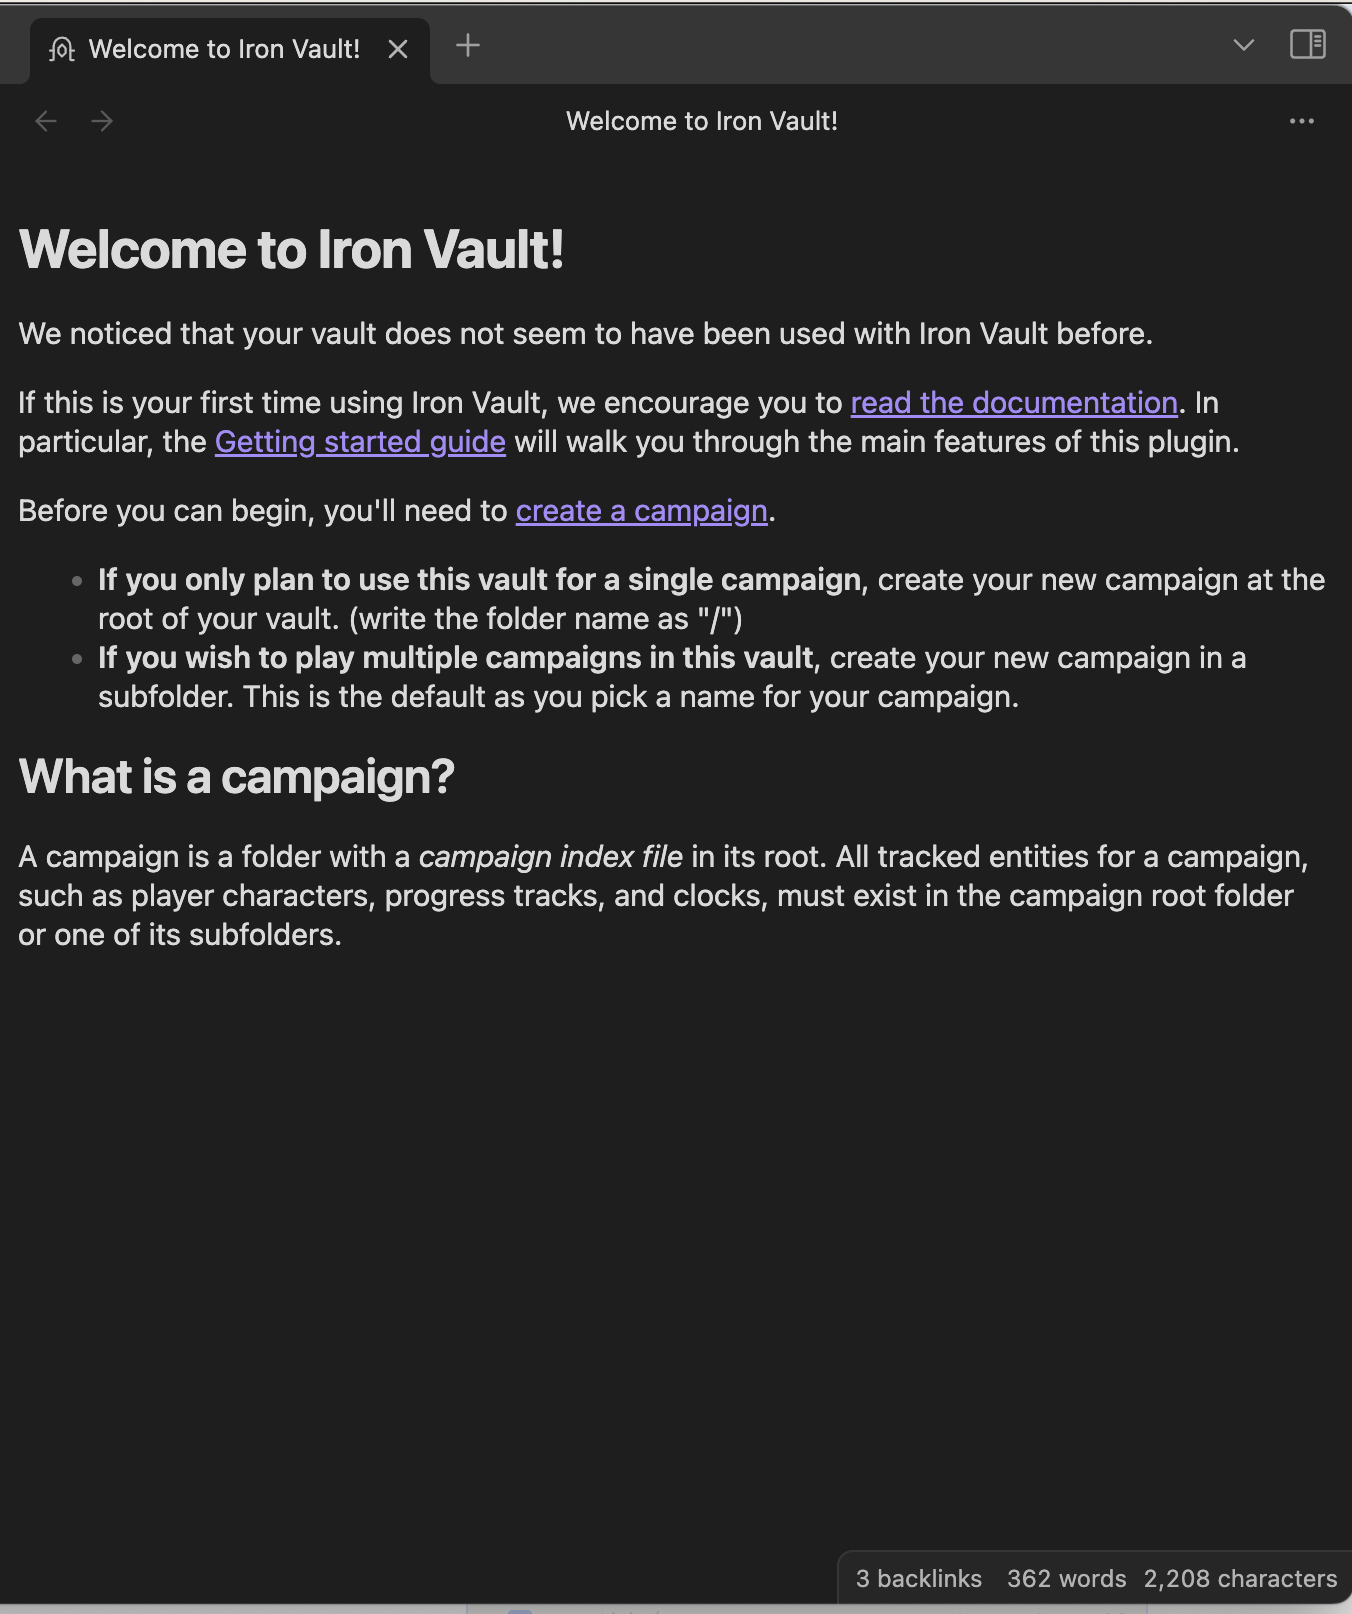 Welcome to Iron Vault!
Welcome to Iron Vault!
Welcome to Iron Vault!
We noticed that your vault does not seem to have been used with Iron Vault before.
If this is your first time using Iron Vault, we encourage you to read the documentation. In
particular, the Getting started guide will walk you through the main features of this plugin.
Before you can begin, you'll need to create a campaign.
If you only plan to use this vault for a single campaign, create your new campaign at the
root of your vault. (write the folder name as "/")
If you wish to play multiple campaigns in this vault, create your new campaign in a
subfolder. This is the default as you pick a name for your campaign.
What is a campaign?
A campaign is a folder with a campaign index file in its root. All tracked entities for a campaign,
such as player characters, progress tracks, and clocks, must exist in the campaign root folder
or one of its subfolders.
3 backlinks 362 words 2,208 characters